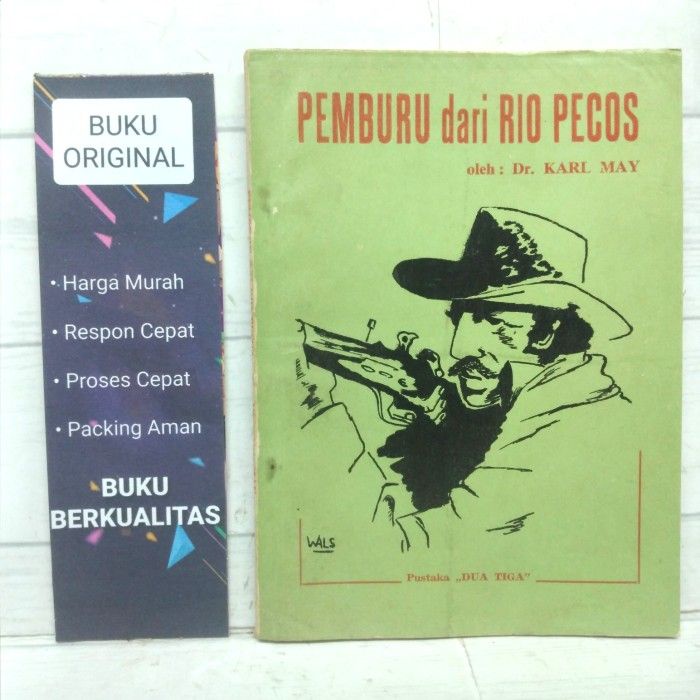 BUKU
ORIGINAL
• Harga Murah
• Respon Cepat
• Proses Cepat
• Packing Aman
BUKU
BERKUALITAS
PEMBURU dari RIO PECOS
oleh : Dr. KARL MAY
WALS
Pustaka „DUA TIGA"